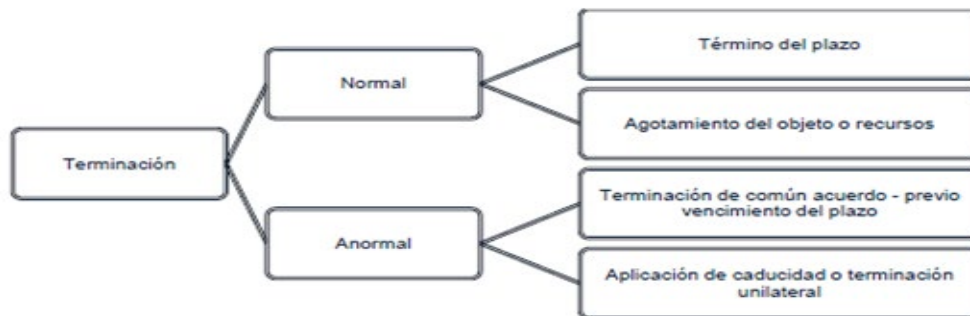 Terminación
Normal
Término del plazo
Agotamiento del objeto o recursos
Anormal
Terminación de común acuerdo - previo
vencimiento del plazo
Aplicación de caducidad o terminación
unilateral